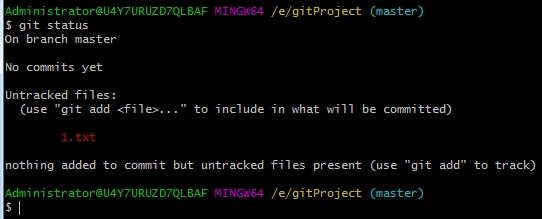 Administrator@U4Y7URUZD7QLBAF MINGW64 /e/gitProject (master)
$ git status
On branch master
No commits yet
Untracked files:
(use "git add <file>..." to include in what will be committed)
1.txt
nothing added to commit but untracked files present (use "git add" to track)
Administrator@U4Y7URUZD7QLBAF MINGW64 /e/gitProject (master)
$